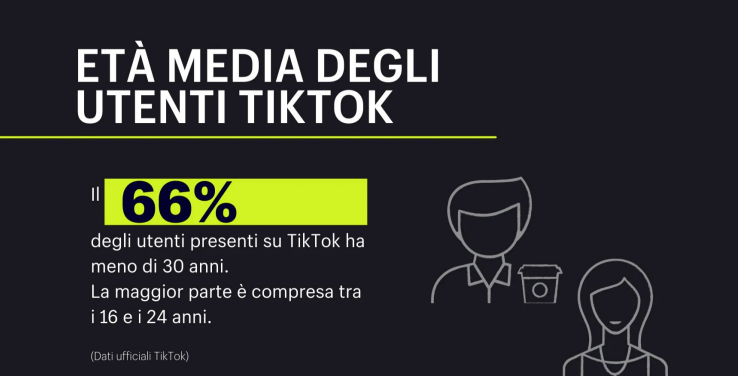 ETÀ MEDIA DEGLI
UTENTI TIKTOK
Il 66%
degli utenti presenti su TikTok ha
meno di 30 anni.
La maggior parte è compresa tra
i 16 e i 24 anni.
(Dati ufficiali TikTok)